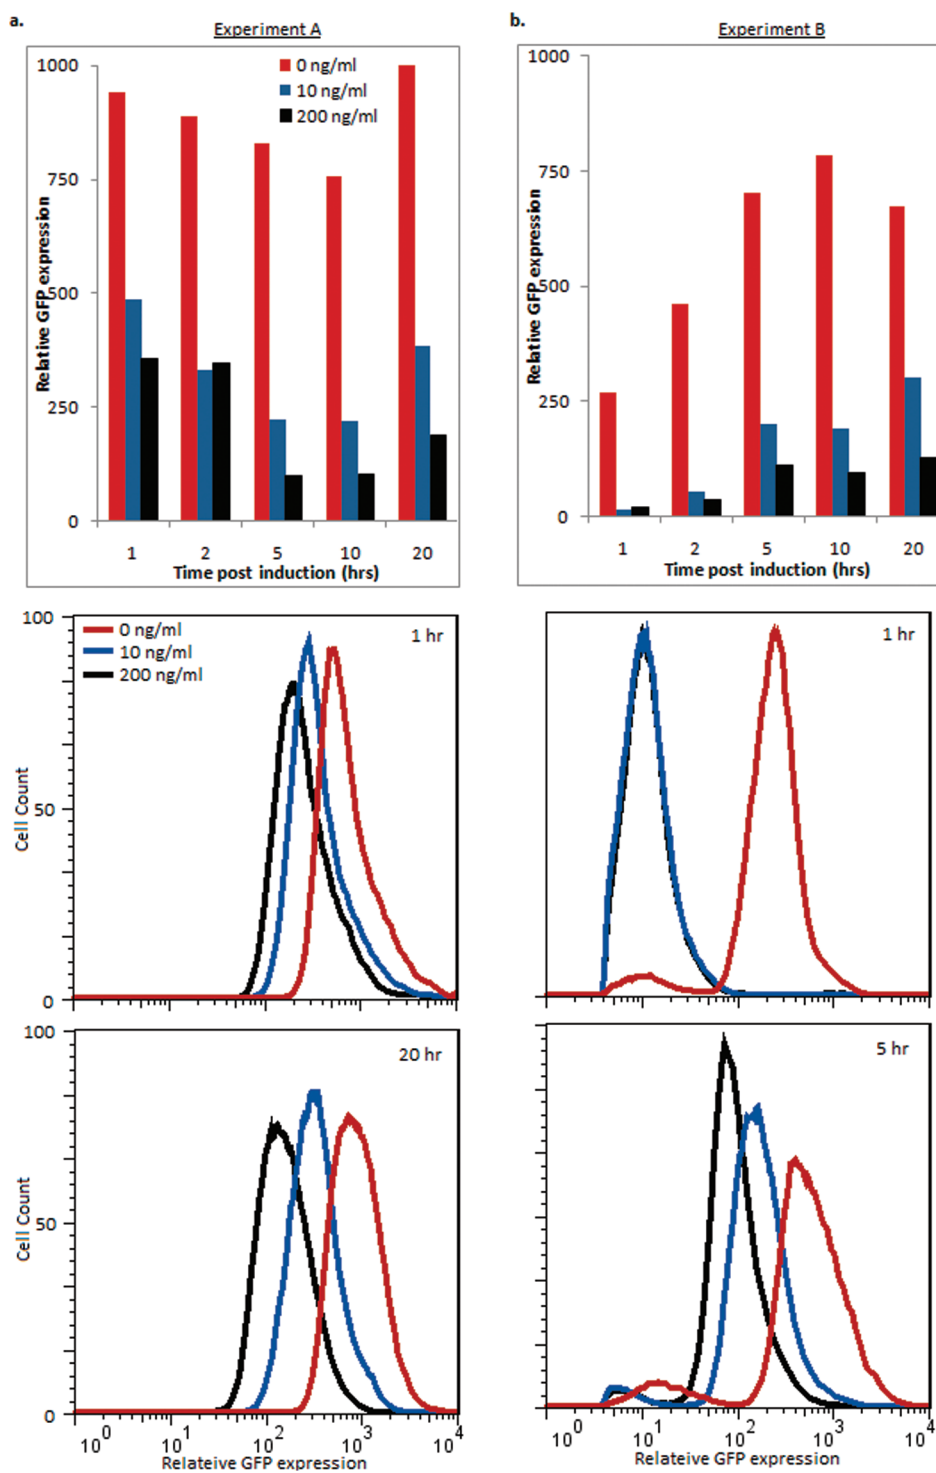 a.
Experiment A
1000
750
500
250
0
Relative GFP expression
0 ng/ml
10 ng/ml
200 ng/ml
1 2 5 10 20
Time post induction (hrs)
b.
Experiment B
1000
750
500
250
0
Relative GFP expression
1 2 5 10 20
Time post induction (hrs)
100
50
0
Cell Count
0 ng/ml
10 ng/ml
200 ng/ml
1 hr
1 hr
100
50
0
Cell Count
20 hr
10^0 10^1 10^2 10^3 10^4
Relateive GFP expression
5 hr
10^0 10^1 10^2 10^3 10^4
Relateive GFP expression